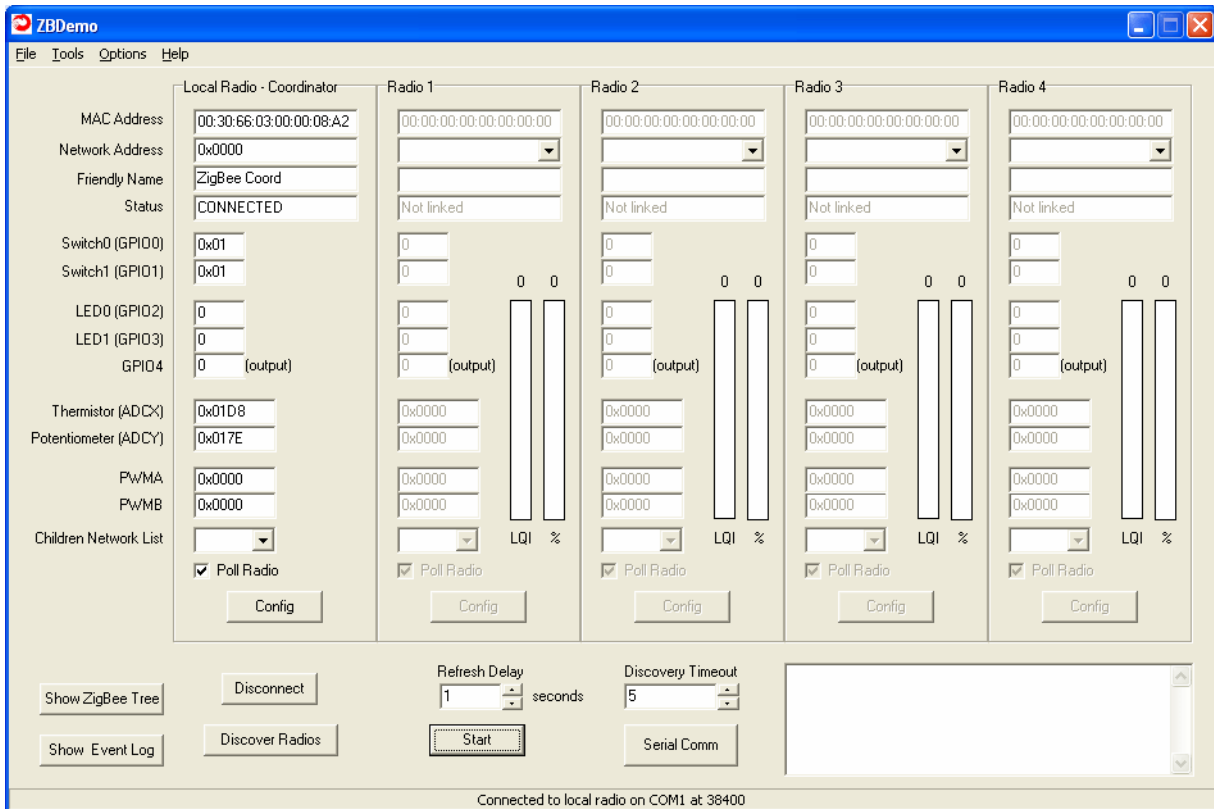 ZBDemo
File Tools Options Help
Local Radio - Coordinator Radio 1 Radio 2 Radio 3 Radio 4
MAC Address 00:30:66:03:00:00:08:A2 00:00:00:00:00:00:00:00 00:00:00:00:00:00:00:00 00:00:00:00:00:00:00:00 00:00:00:00:00:00:00:00
Network Address 0x0000
Friendly Name ZigBee Coord
Status CONNECTED Not linked Not linked Not linked Not linked
Switch0 (GPIO0) 0x01 0 0 0 0
Switch1 (GPIO1) 0x01 0 0 0 0
0 0 0 0 0 0 0 0
LED0 (GPIO2) 0 0 0 0 0
LED1 (GPIO3) 0 0 0 0 0
GPIO4 0 (output) 0 (output) 0 (output) 0 (output) 0 (output)
Thermistor (ADCX) 0x01D8 0x0000 0x0000 0x0000 0x0000
Potentiometer (ADCY) 0x017E 0x0000 0x0000 0x0000 0x0000
PWMA 0x0000 0x0000 0x0000 0x0000 0x0000
PWMB 0x0000 0x0000 0x0000 0x0000 0x0000
Children Network List LQI % LQI % LQI % LQI %
Poll Radio Poll Radio Poll Radio Poll Radio Poll Radio
Config Config Config Config Config
Refresh Delay Discovery Timeout
Show ZigBee Tree Disconnect 1 seconds 5
Show Event Log Discover Radios Start Serial Comm
Connected to local radio on COM1 at 38400